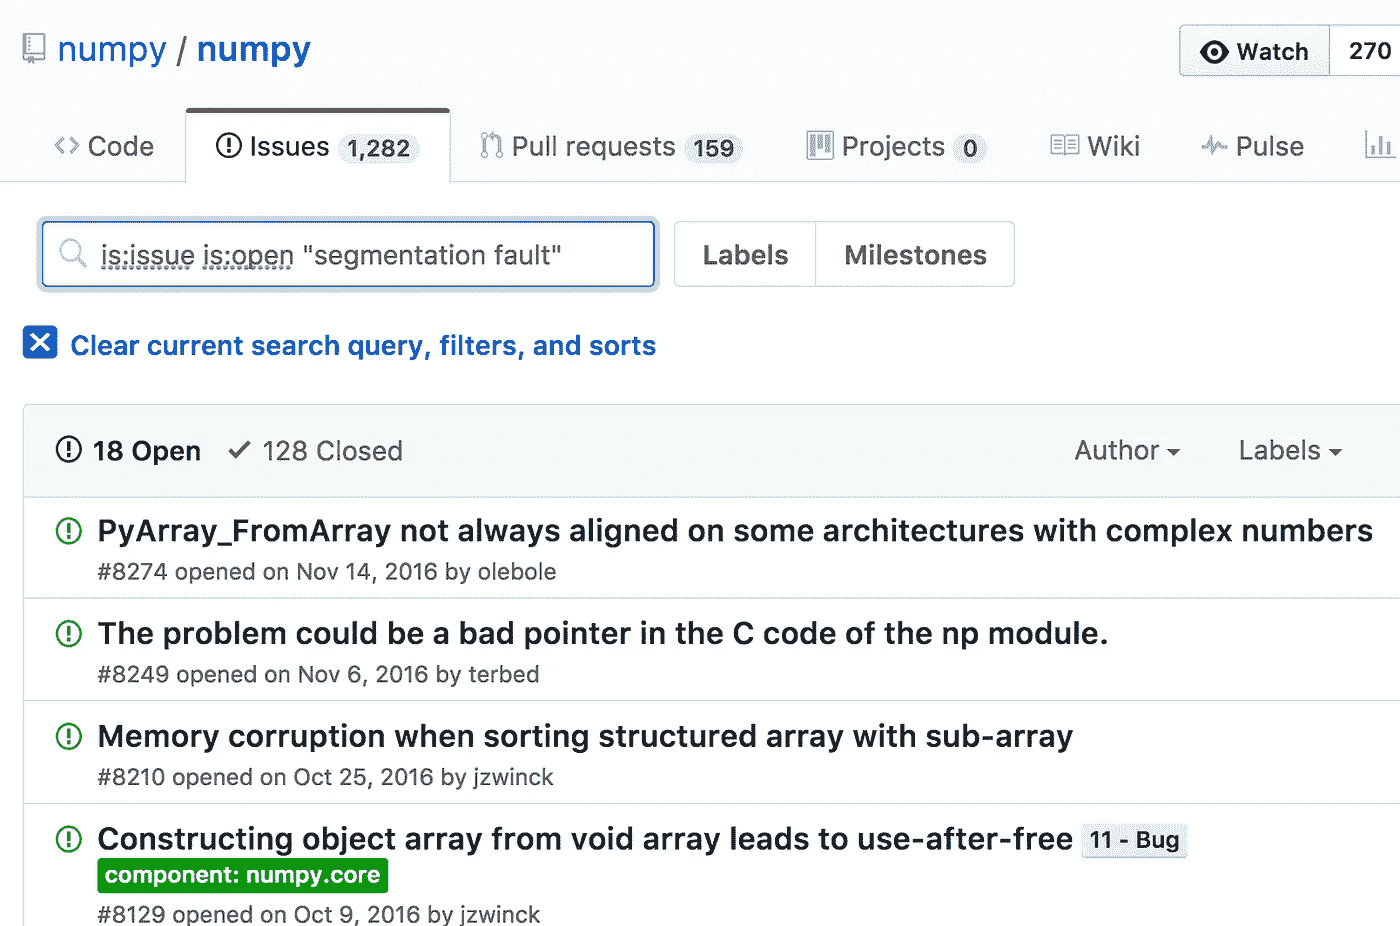 numpy / numpy
Watch 270
Code
Issues 1,282
Pull requests 159
Projects 0
Wiki
Pulse
is:issue is:open "segmentation fault"
Labels
Milestones
Clear current search query, filters, and sorts
18 Open 128 Closed
Author
Labels
PyArray_FromArray not always aligned on some architectures with complex numbers
#8274 opened on Nov 14, 2016 by olebole
The problem could be a bad pointer in the C code of the np module.
#8249 opened on Nov 6, 2016 by terbed
Memory corruption when sorting structured array with sub-array
#8210 opened on Oct 25, 2016 by jzwinck
Constructing object array from void array leads to use-after-free 11 - Bug
component: numpy.core
#8129 opened on Oct 9, 2016 by jzwinck